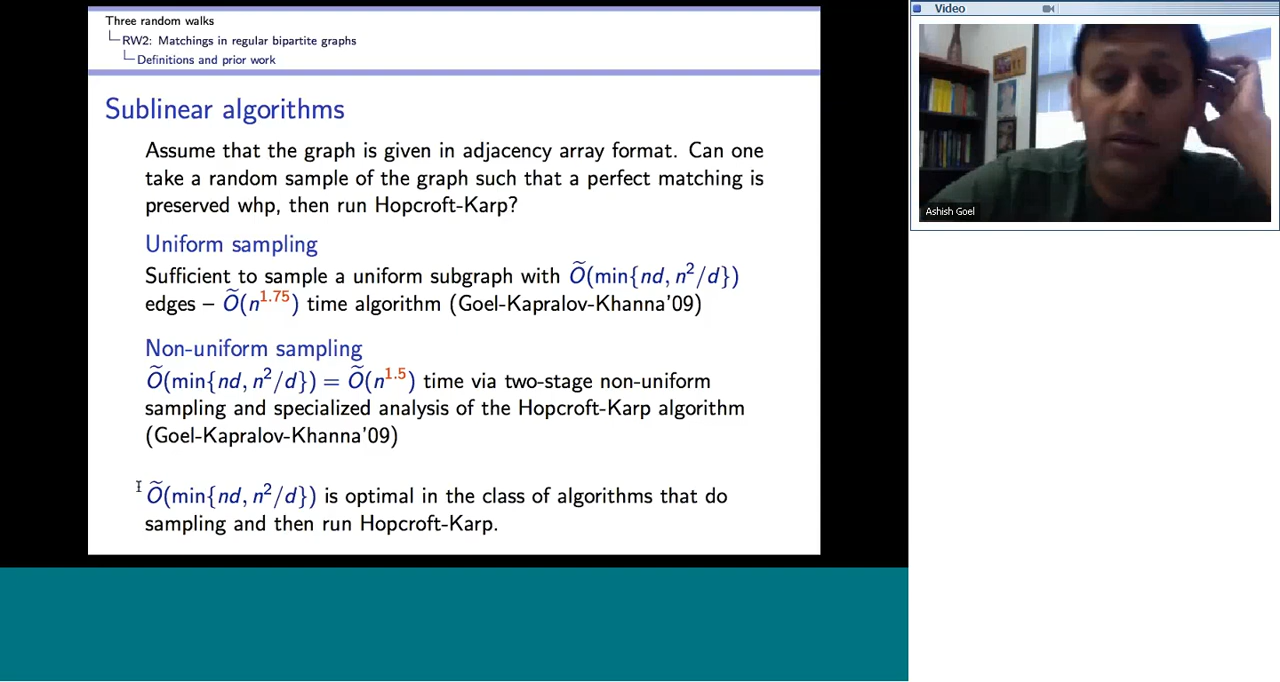 Three random walks
RW2: Matchings in regular bipartite graphs
Definitions and prior work
Sublinear algorithms
Assume that the graph is given in adjacency array format. Can one
take a random sample of the graph such that a perfect matching is
preserved whp, then run Hopcroft-Karp?
Uniform sampling
Sufficient to sample a uniform subgraph with Õ(min{nd, n²/d})
edges – Õ(n^1.75) time algorithm (Goel-Kapralov-Khanna'09)
Non-uniform sampling
Õ(min{nd, n²/d}) = Õ(n^1.5) time via two-stage non-uniform
sampling and specialized analysis of the Hopcroft-Karp algorithm
(Goel-Kapralov-Khanna'09)
Õ(min{nd, n²/d}) is optimal in the class of algorithms that do
sampling and then run Hopcroft-Karp.
Video
Ashish Goel